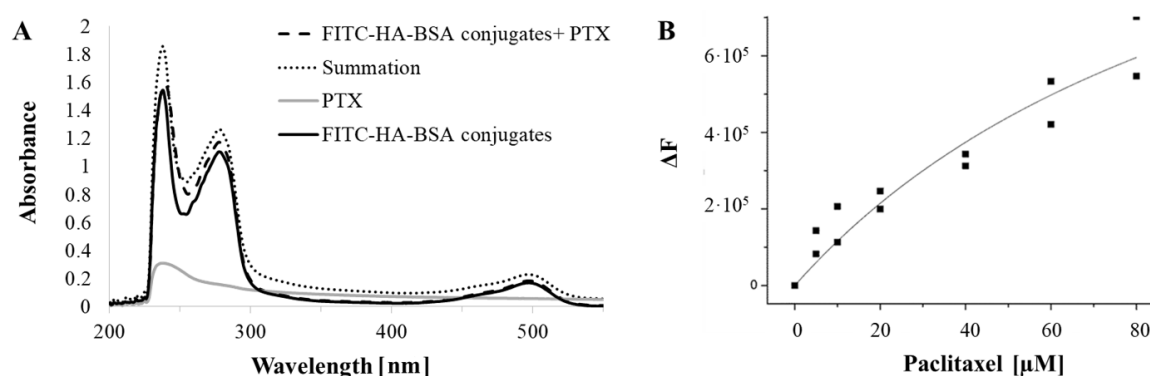 A
2
1.8
1.6
1.4
1.2
1
0.8
0.6
0.4
0.2
0
Absorbance
200 300 400 500
Wavelength [nm]
FITC-HA-BSA conjugates+ PTX
Summation
PTX
FITC-HA-BSA conjugates
B
6·10⁵
4·10⁵
2·10⁵
0
ΔF
0 20 40 60 80
Paclitaxel [µM]